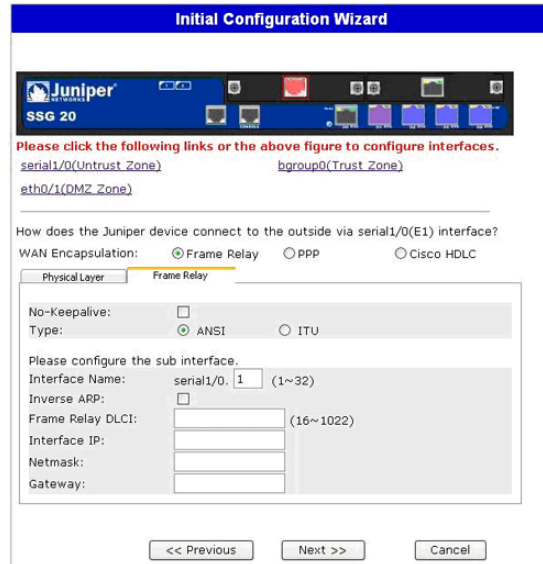 Initial Configuration Wizard
Juniper
NETWORKS
SSG 20
CONSOLE
Please click the following links or the above figure to configure interfaces.
serial1/0(Untrust Zone) bgroup0(Trust Zone)
eth0/1(DMZ Zone)
How does the Juniper device connect to the outside via serial1/0(E1) interface?
WAN Encapsulation: Frame Relay PPP Cisco HDLC
Physical Layer Frame Relay
No-Keepalive:
Type: ANSI ITU
Please configure the sub interface.
Interface Name: serial1/0. 1 (1~32)
Inverse ARP:
Frame Relay DLCI: (16~1022)
Interface IP:
Netmask:
Gateway:
<< Previous Next >> Cancel